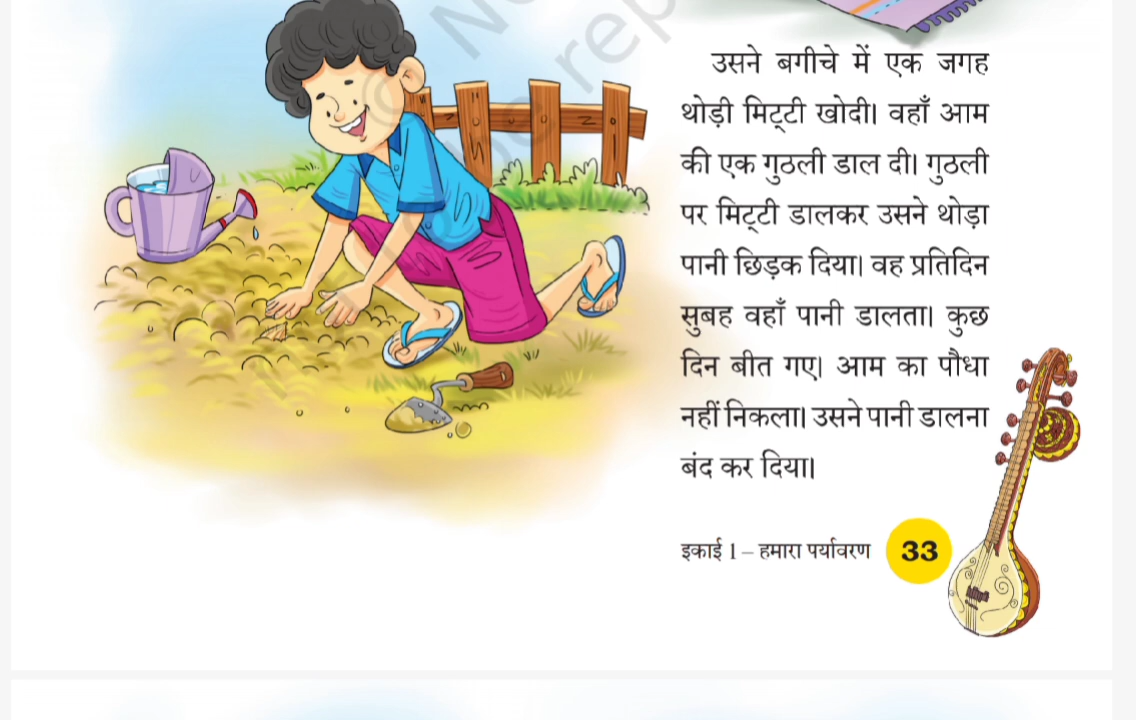 उसने बगीचे में एक जगह
थोड़ी मिट्‌टी खोदी। वहाँ आम
की एक गुठली डाल दी। गुठली
पर मिट्‌टी डालकर उसने थोड़ा
पानी छिड़क दिया। वह प्रतिदिन
सुबह वहाँ पानी डालता। कुछ
दिन बीत गए। आम का पौधा
नहीं निकला। उसने पानी डालना
बंद कर दिया।
इकाई 1 – हमारा पर्यावरण 33